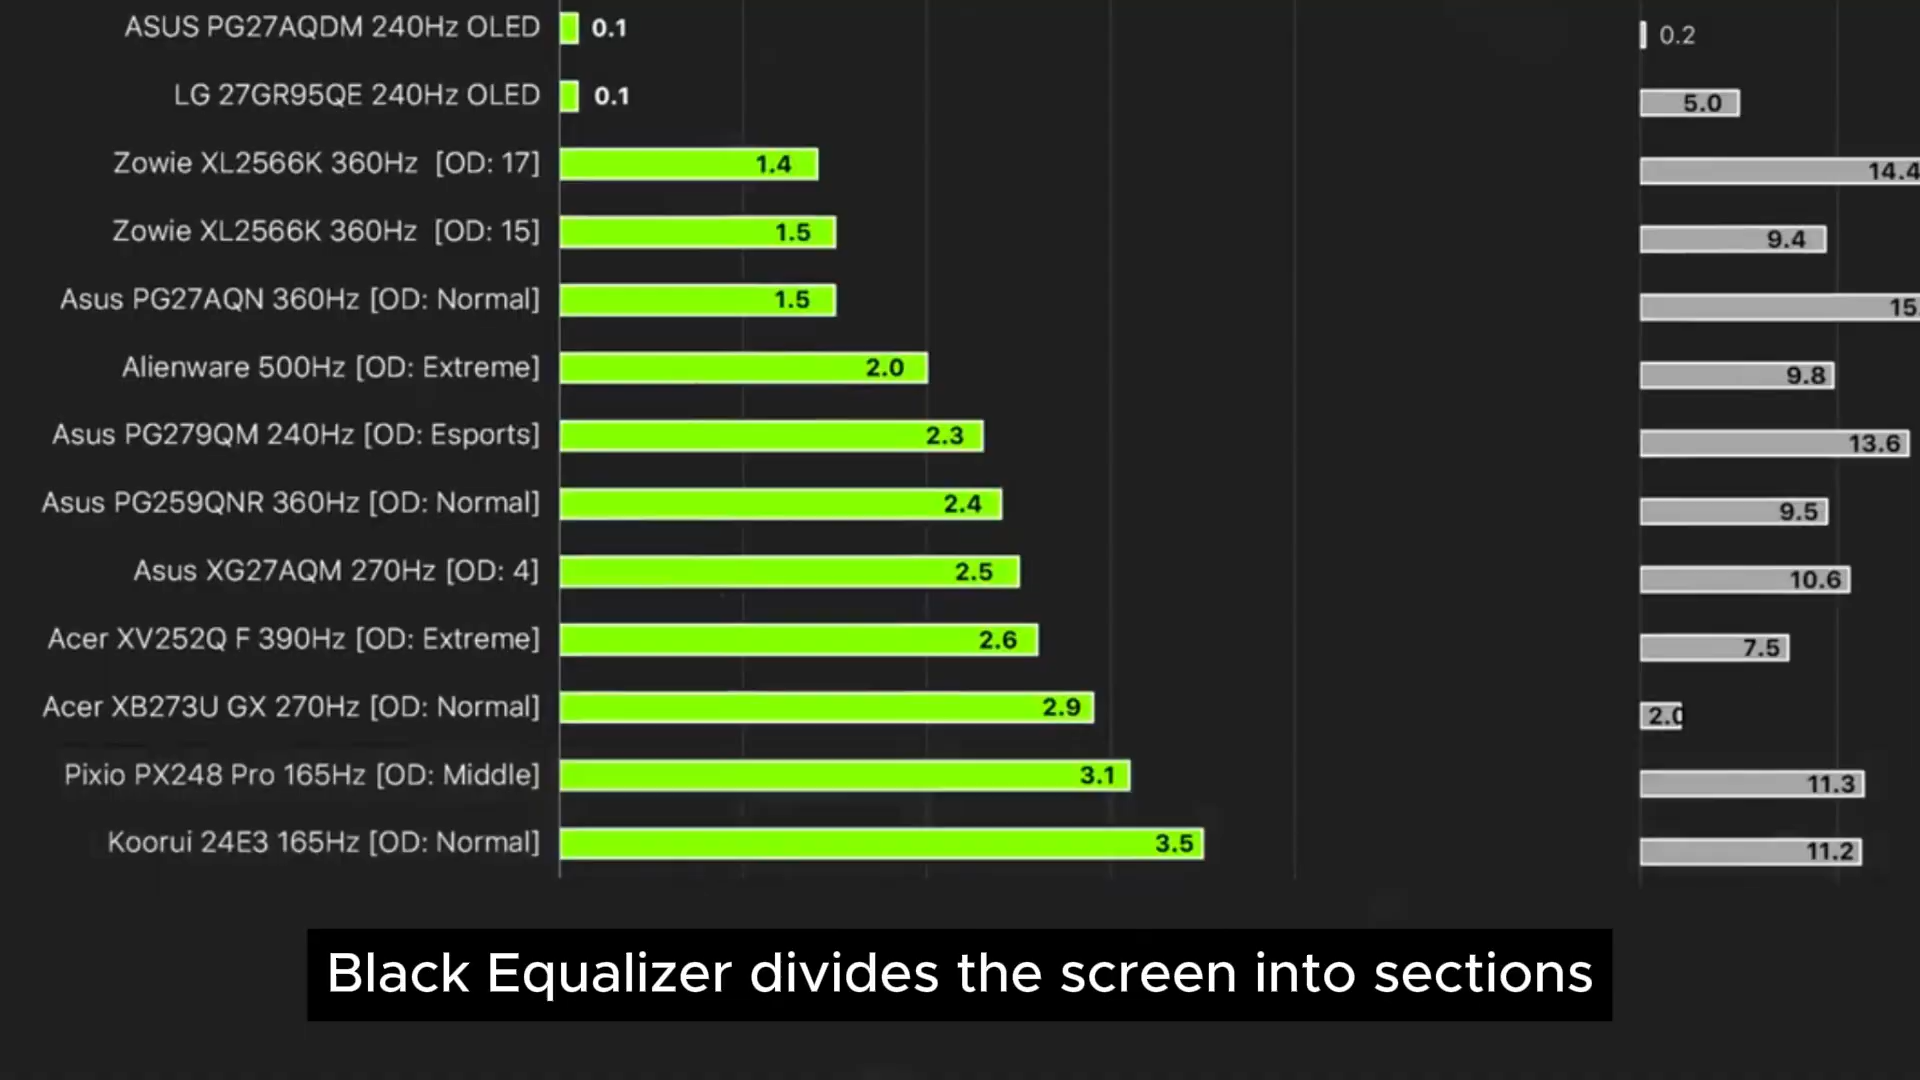 ASUS PG27AQDM 240Hz OLED 0.1 0.2
LG 27GR95QE 240Hz OLED 0.1 5.0
Zowie XL2566K 360Hz [OD: 17] 1.4 14.4
Zowie XL2566K 360Hz [OD: 15] 1.5 9.4
Asus PG27AQN 360Hz [OD: Normal] 1.5 15.
Alienware 500Hz [OD: Extreme] 2.0 9.8
Asus PG279QM 240Hz [OD: Esports] 2.3 13.6
Asus PG259QNR 360Hz [OD: Normal] 2.4 9.5
Asus XG27AQM 270Hz [OD: 4] 2.5 10.6
Acer XV252Q F 390Hz [OD: Extreme] 2.6 7.5
Acer XB273U GX 270Hz [OD: Normal] 2.9 2.0
Pixio PX248 Pro 165Hz [OD: Middle] 3.1 11.3
Koorui 24E3 165Hz [OD: Normal] 3.5 11.2
Black Equalizer divides the screen into sections